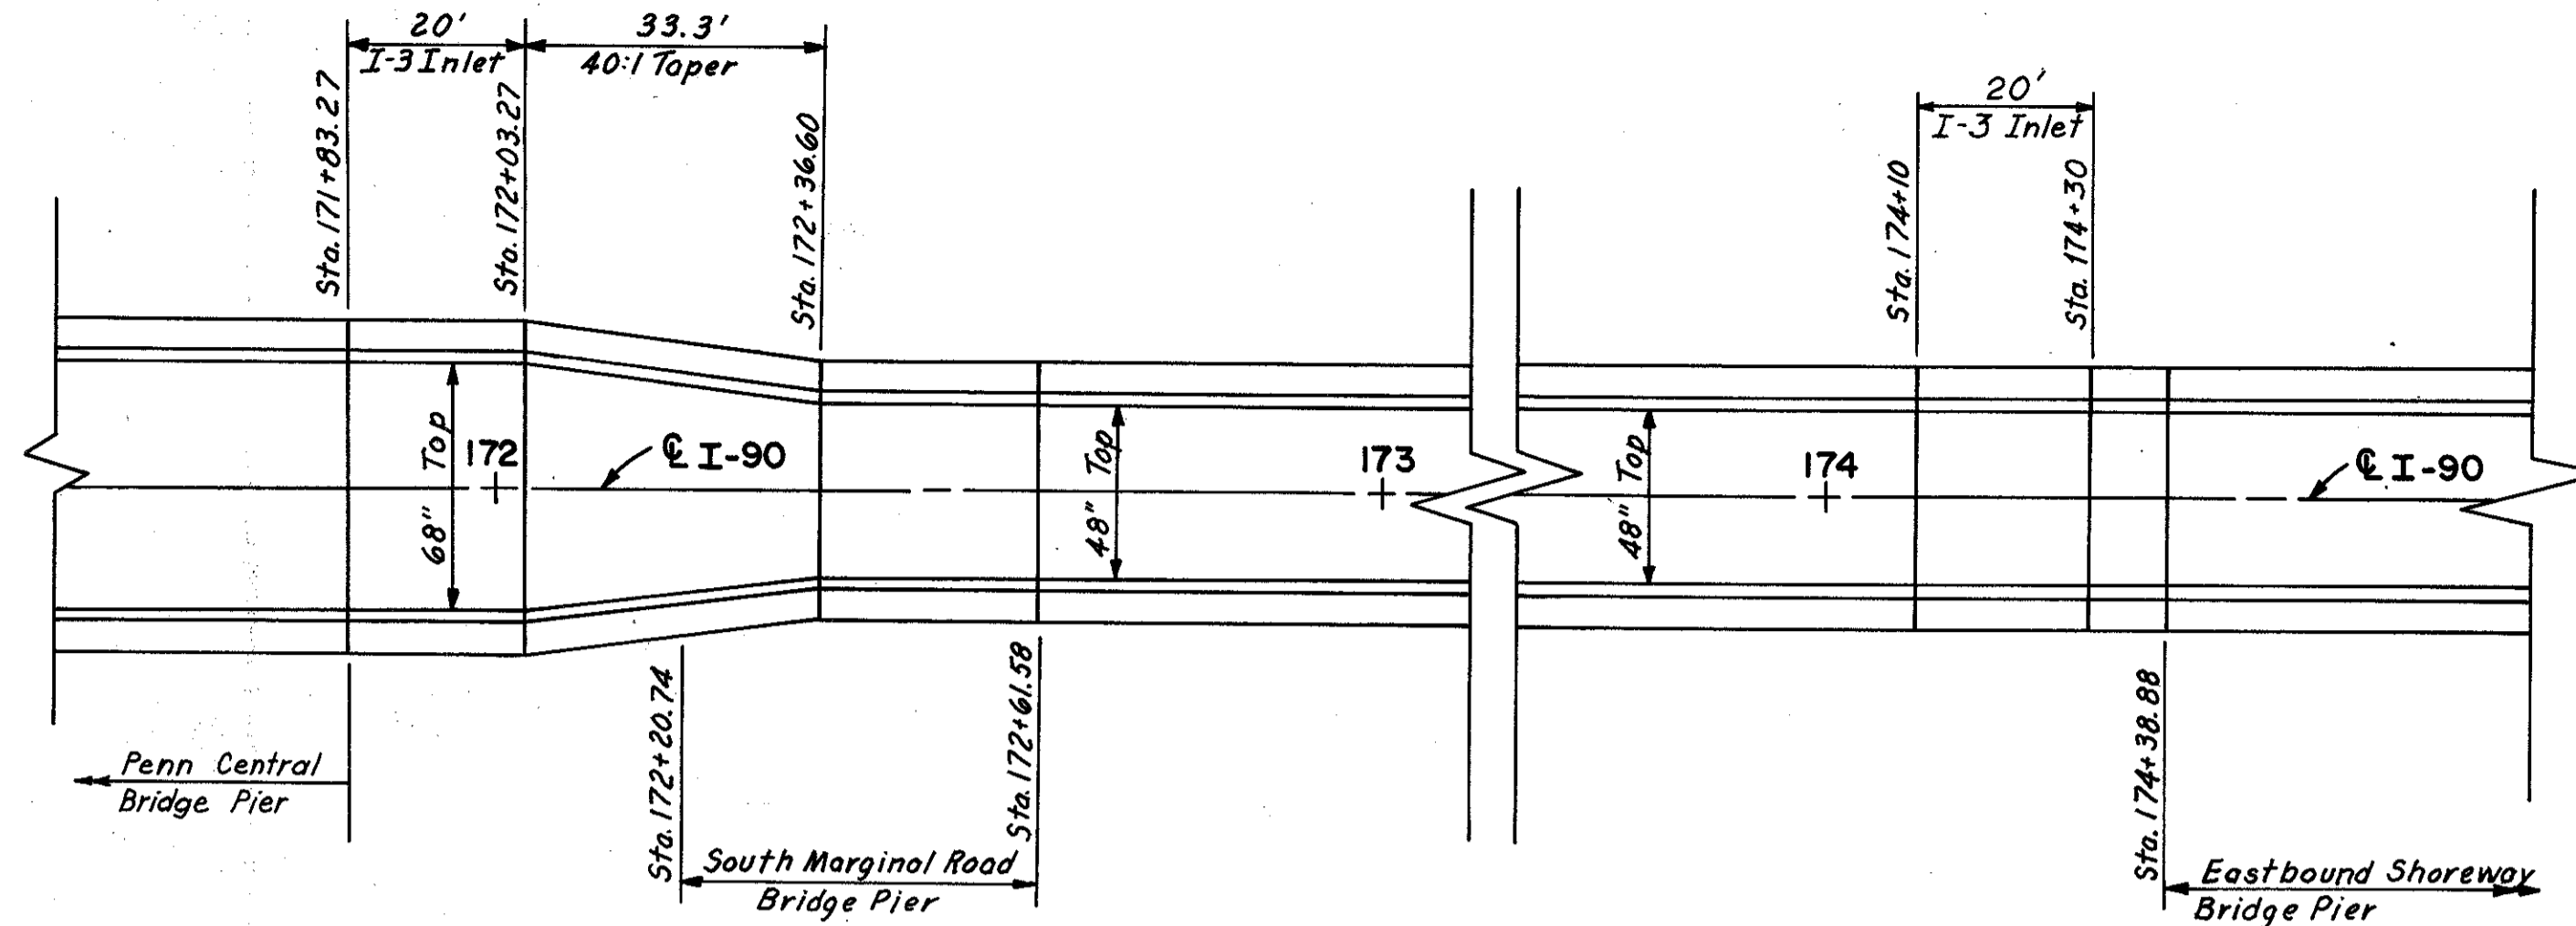 20'
I-3 Inlet
33.3'
40:1 Taper
20'
I-3 Inlet
Sta. 171+83.27
Sta. 172+03.27
Sta. 172+36.60
Sta. 174+10
Sta. 174+30
68" Top
172
℄ I-90
48" Top
173
48" Top
174
℄ I-90
Penn Central
Bridge Pier
Sta. 172+20.74
South Marginal Road
Bridge Pier
Sta. 172+61.58
Sta. 174+38.88
Eastbound Shoreway
Bridge Pier